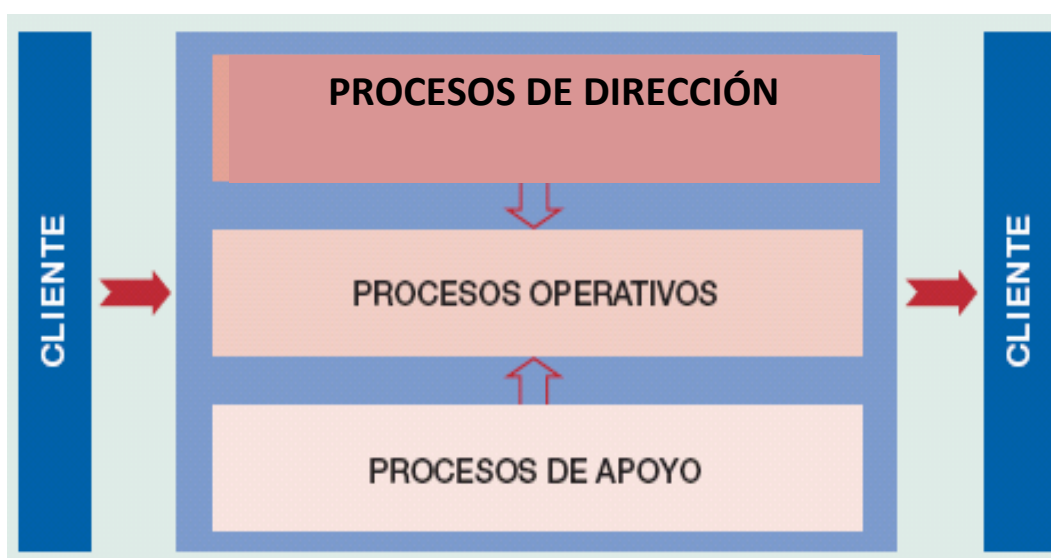 CLIENTE
PROCESOS DE DIRECCIÓN
PROCESOS OPERATIVOS
PROCESOS DE APOYO
CLIENTE